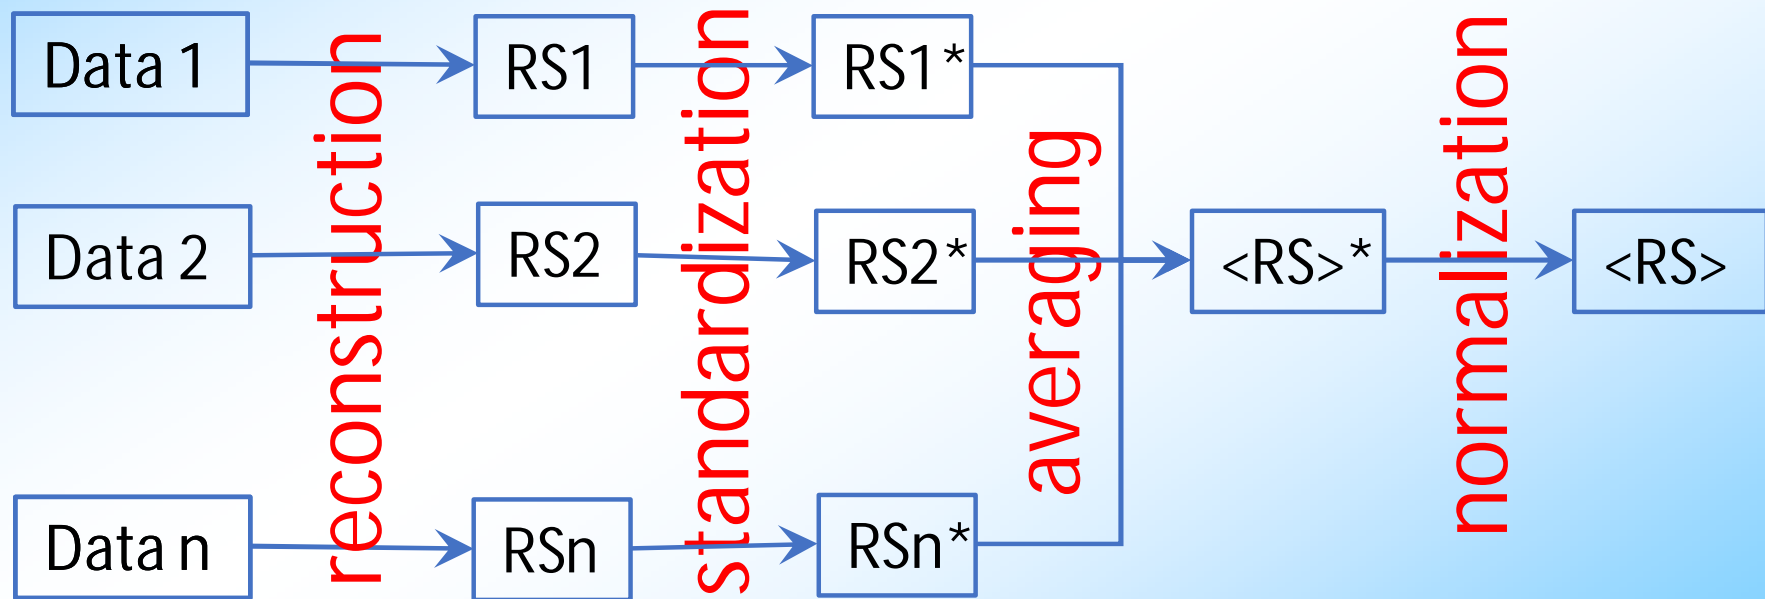 Data 1
reconstruction
RS1
standardization
RS1*
averaging
normalization
Data 2
RS2
RS2*
<RS>*
<RS>
Data n
RSn
RSn*